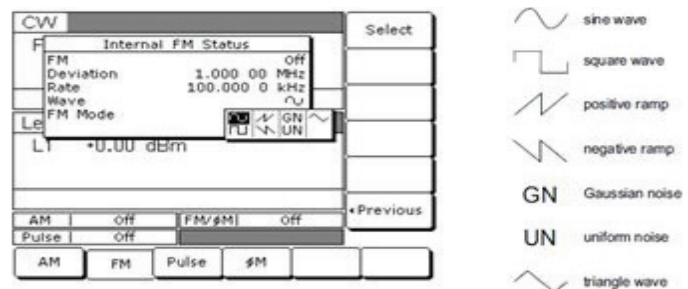 CW
Select
Internal FM Status
F
FM Off
Deviation 1.000 00 MHz
Rate 100.000 0 kHz
Wave
FM Mode
GN
UN
Le
L1 +0.00 dBm
Previous
AM Off FM/φM Off
Pulse Off
AM FM Pulse φM
sine wave
square wave
positive ramp
negative ramp
GN Gaussian noise
UN uniform noise
triangle wave